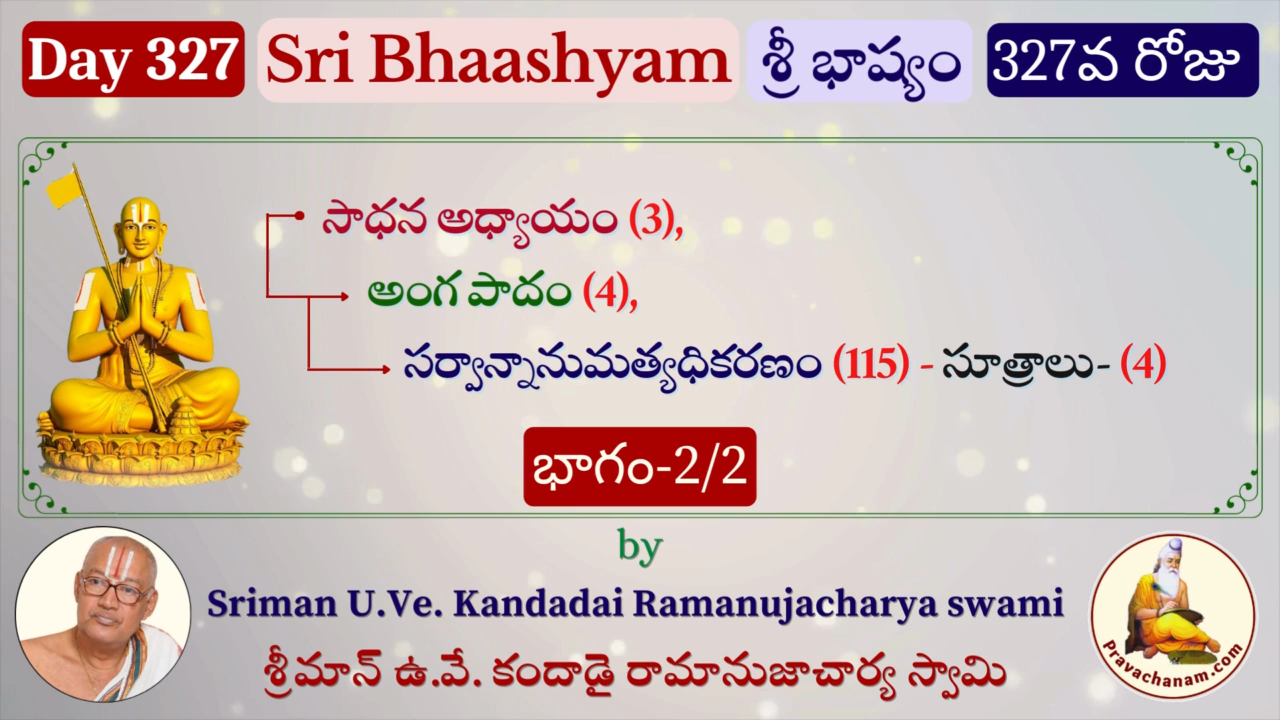 Day 327 Sri Bhaashyam శ్రీ భాష్యం 327వ రోజు
సాధన అధ్యాయం (3),
అంగ పాదం (4),
సర్వాన్నానుమత్యధికరణం (115) - సూత్రాలు- (4)
భాగం-2/2
by
Sriman U.Ve. Kandadai Ramanujacharya swami
శ్రీమాన్ ఉ.వే. కందాడై రామానుజాచార్య స్వామి
Pravachanam.com